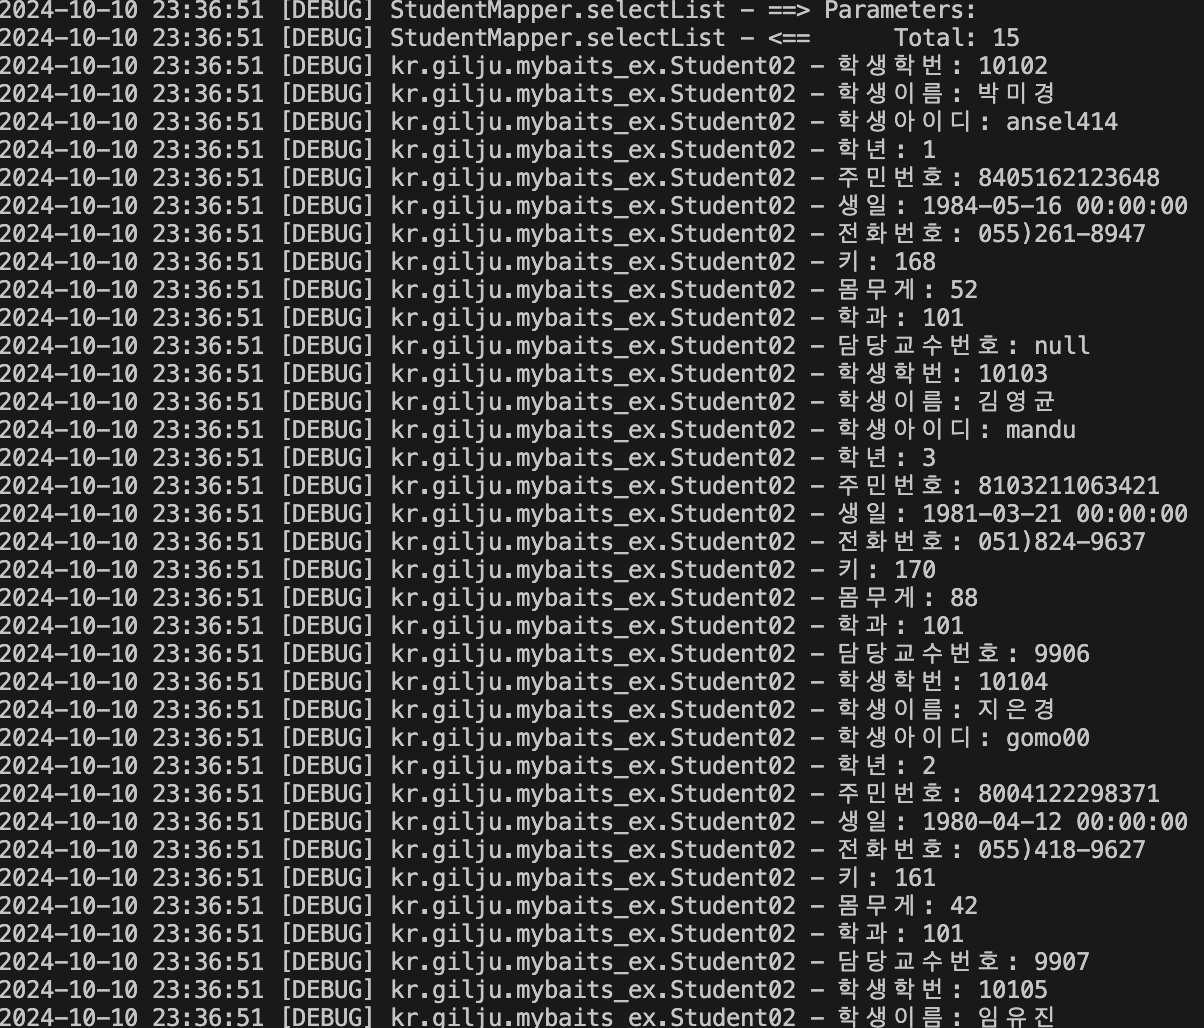 2024-10-10 23:36:51 [DEBUG] StudentMapper.selectList - ==> Parameters:
2024-10-10 23:36:51 [DEBUG] StudentMapper.selectList - <==      Total: 15
2024-10-10 23:36:51 [DEBUG] kr.gilju.mybaits_ex.Student02 - 학생학번: 10102
2024-10-10 23:36:51 [DEBUG] kr.gilju.mybaits_ex.Student02 - 학생이름: 박미경
2024-10-10 23:36:51 [DEBUG] kr.gilju.mybaits_ex.Student02 - 학생아이디: ansel414
2024-10-10 23:36:51 [DEBUG] kr.gilju.mybaits_ex.Student02 - 학년: 1
2024-10-10 23:36:51 [DEBUG] kr.gilju.mybaits_ex.Student02 - 주민번호: 8405162123648
2024-10-10 23:36:51 [DEBUG] kr.gilju.mybaits_ex.Student02 - 생일: 1984-05-16 00:00:00
2024-10-10 23:36:51 [DEBUG] kr.gilju.mybaits_ex.Student02 - 전화번호: 055)261-8947
2024-10-10 23:36:51 [DEBUG] kr.gilju.mybaits_ex.Student02 - 키: 168
2024-10-10 23:36:51 [DEBUG] kr.gilju.mybaits_ex.Student02 - 몸무게: 52
2024-10-10 23:36:51 [DEBUG] kr.gilju.mybaits_ex.Student02 - 학과: 101
2024-10-10 23:36:51 [DEBUG] kr.gilju.mybaits_ex.Student02 - 담당교수번호: null
2024-10-10 23:36:51 [DEBUG] kr.gilju.mybaits_ex.Student02 - 학생학번: 10103
2024-10-10 23:36:51 [DEBUG] kr.gilju.mybaits_ex.Student02 - 학생이름: 김영균
2024-10-10 23:36:51 [DEBUG] kr.gilju.mybaits_ex.Student02 - 학생아이디: mandu
2024-10-10 23:36:51 [DEBUG] kr.gilju.mybaits_ex.Student02 - 학년: 3
2024-10-10 23:36:51 [DEBUG] kr.gilju.mybaits_ex.Student02 - 주민번호: 8103211063421
2024-10-10 23:36:51 [DEBUG] kr.gilju.mybaits_ex.Student02 - 생일: 1981-03-21 00:00:00
2024-10-10 23:36:51 [DEBUG] kr.gilju.mybaits_ex.Student02 - 전화번호: 051)824-9637
2024-10-10 23:36:51 [DEBUG] kr.gilju.mybaits_ex.Student02 - 키: 170
2024-10-10 23:36:51 [DEBUG] kr.gilju.mybaits_ex.Student02 - 몸무게: 88
2024-10-10 23:36:51 [DEBUG] kr.gilju.mybaits_ex.Student02 - 학과: 101
2024-10-10 23:36:51 [DEBUG] kr.gilju.mybaits_ex.Student02 - 담당교수번호: 9906
2024-10-10 23:36:51 [DEBUG] kr.gilju.mybaits_ex.Student02 - 학생학번: 10104
2024-10-10 23:36:51 [DEBUG] kr.gilju.mybaits_ex.Student02 - 학생이름: 지은경
2024-10-10 23:36:51 [DEBUG] kr.gilju.mybaits_ex.Student02 - 학생아이디: gomo00
2024-10-10 23:36:51 [DEBUG] kr.gilju.mybaits_ex.Student02 - 학년: 2
2024-10-10 23:36:51 [DEBUG] kr.gilju.mybaits_ex.Student02 - 주민번호: 8004122298371
2024-10-10 23:36:51 [DEBUG] kr.gilju.mybaits_ex.Student02 - 생일: 1980-04-12 00:00:00
2024-10-10 23:36:51 [DEBUG] kr.gilju.mybaits_ex.Student02 - 전화번호: 055)418-9627
2024-10-10 23:36:51 [DEBUG] kr.gilju.mybaits_ex.Student02 - 키: 161
2024-10-10 23:36:51 [DEBUG] kr.gilju.mybaits_ex.Student02 - 몸무게: 42
2024-10-10 23:36:51 [DEBUG] kr.gilju.mybaits_ex.Student02 - 학과: 101
2024-10-10 23:36:51 [DEBUG] kr.gilju.mybaits_ex.Student02 - 담당교수번호: 9907
2024-10-10 23:36:51 [DEBUG] kr.gilju.mybaits_ex.Student02 - 학생학번: 10105
2024-10-10 23:36:51 [DEBUG] kr.gilju.mybaits_ex.Student02 - 학생이름: 임유진